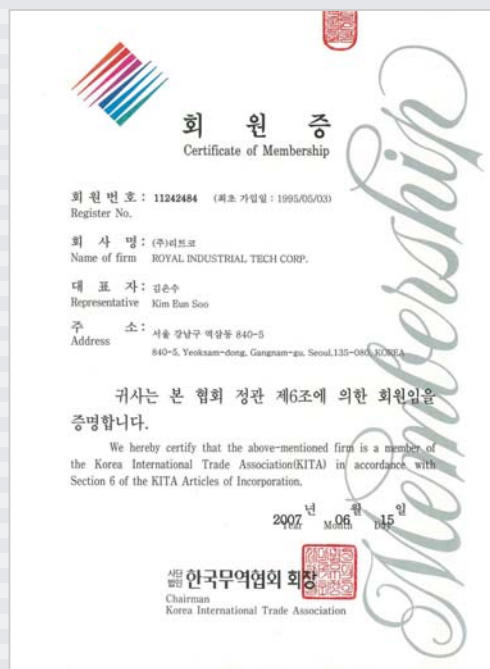 회 원 증
Certificate of Membership
회 원 번 호 : 11242484 (최초 가입일 : 1995/05/03)
Register No.
회 사 명 : (주)리트코
Name of firm ROYAL INDUSTRIAL TECH CORP.
대 표 자 : 김은수
Representative Kim Eun Soo
주 소 : 서울 강남구 역삼동 840-5
Address
840-5, Yeoksam-dong, Gangnam-gu, Seoul,135-080, KOREA
귀사는 본 협회 정관 제6조에 의한 회원임을
증명합니다.
We hereby certify that the above-mentioned firm is a member of
the Korea International Trade Association(KITA) in accordance with
Section 6 of the KITA Articles of Incorporation.
2007 년 06 월 15 일
Year Month Day
사단법인 한국무역협회 회장
Chairman
Korea International Trade Association
Membership